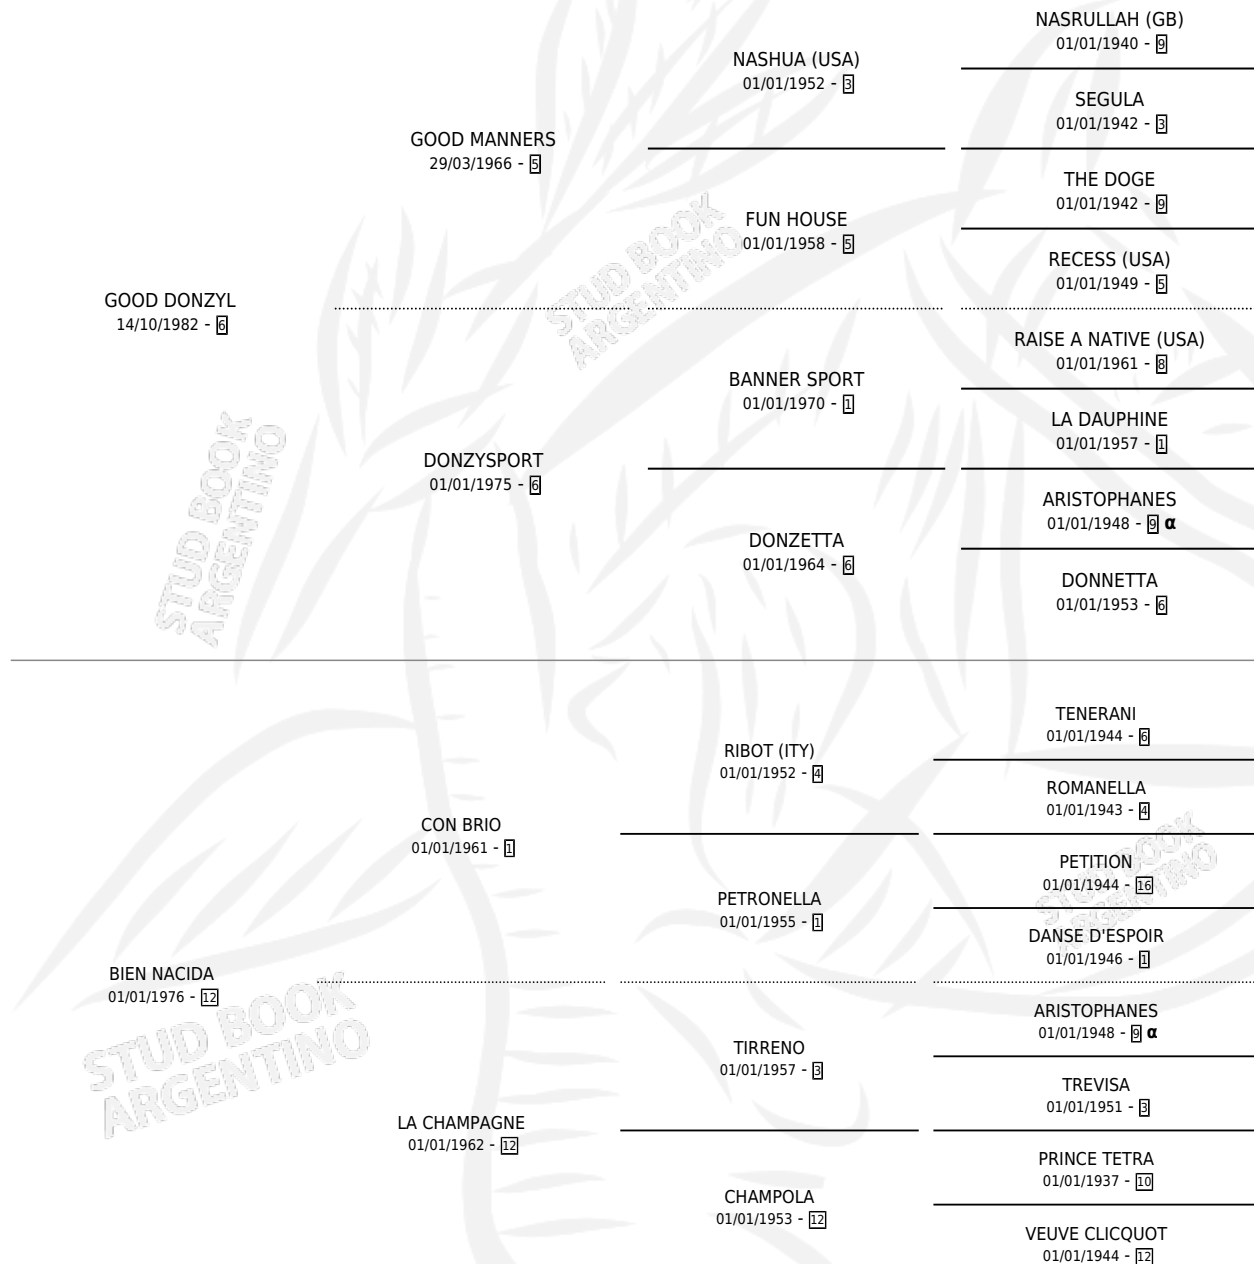 NASRULLAH (GB)
01/01/1940 - 9
NASHUA (USA)
01/01/1952 - 3
SEGULA
01/01/1942 - 3
GOOD MANNERS
29/03/1966 - 5
THE DOGE
01/01/1942 - 9
FUN HOUSE
01/01/1958 - 5
RECESS (USA)
01/01/1949 - 5
GOOD DONZYL
14/10/1982 - 6
RAISE A NATIVE (USA)
01/01/1961 - 8
BANNER SPORT
01/01/1970 - 1
LA DAUPHINE
01/01/1957 - 1
DONZYSPORT
01/01/1975 - 6
ARISTOPHANES
01/01/1948 - 9 α
DONZETTA
01/01/1964 - 6
DONNETTA
01/01/1953 - 6
TENERANI
01/01/1944 - 6
RIBOT (ITY)
01/01/1952 - 4
ROMANELLA
01/01/1943 - 4
CON BRIO
01/01/1961 - 1
PETITION
01/01/1944 - 16
PETRONELLA
01/01/1955 - 1
DANSE D'ESPOIR
01/01/1946 - 1
BIEN NACIDA
01/01/1976 - 12
ARISTOPHANES
01/01/1948 - 9 α
TIRRENO
01/01/1957 - 3
TREVISA
01/01/1951 - 3
LA CHAMPAGNE
01/01/1962 - 12
PRINCE TETRA
01/01/1937 - 10
CHAMPOLA
01/01/1953 - 12
VEUVE CLICQUOT
01/01/1944 - 12
STUD BOOK
ARGENTINO
STUD BOOK
ARGENTINO
STUD BOOK
ARGENTINO
STUD BOOK
ARGENTINO